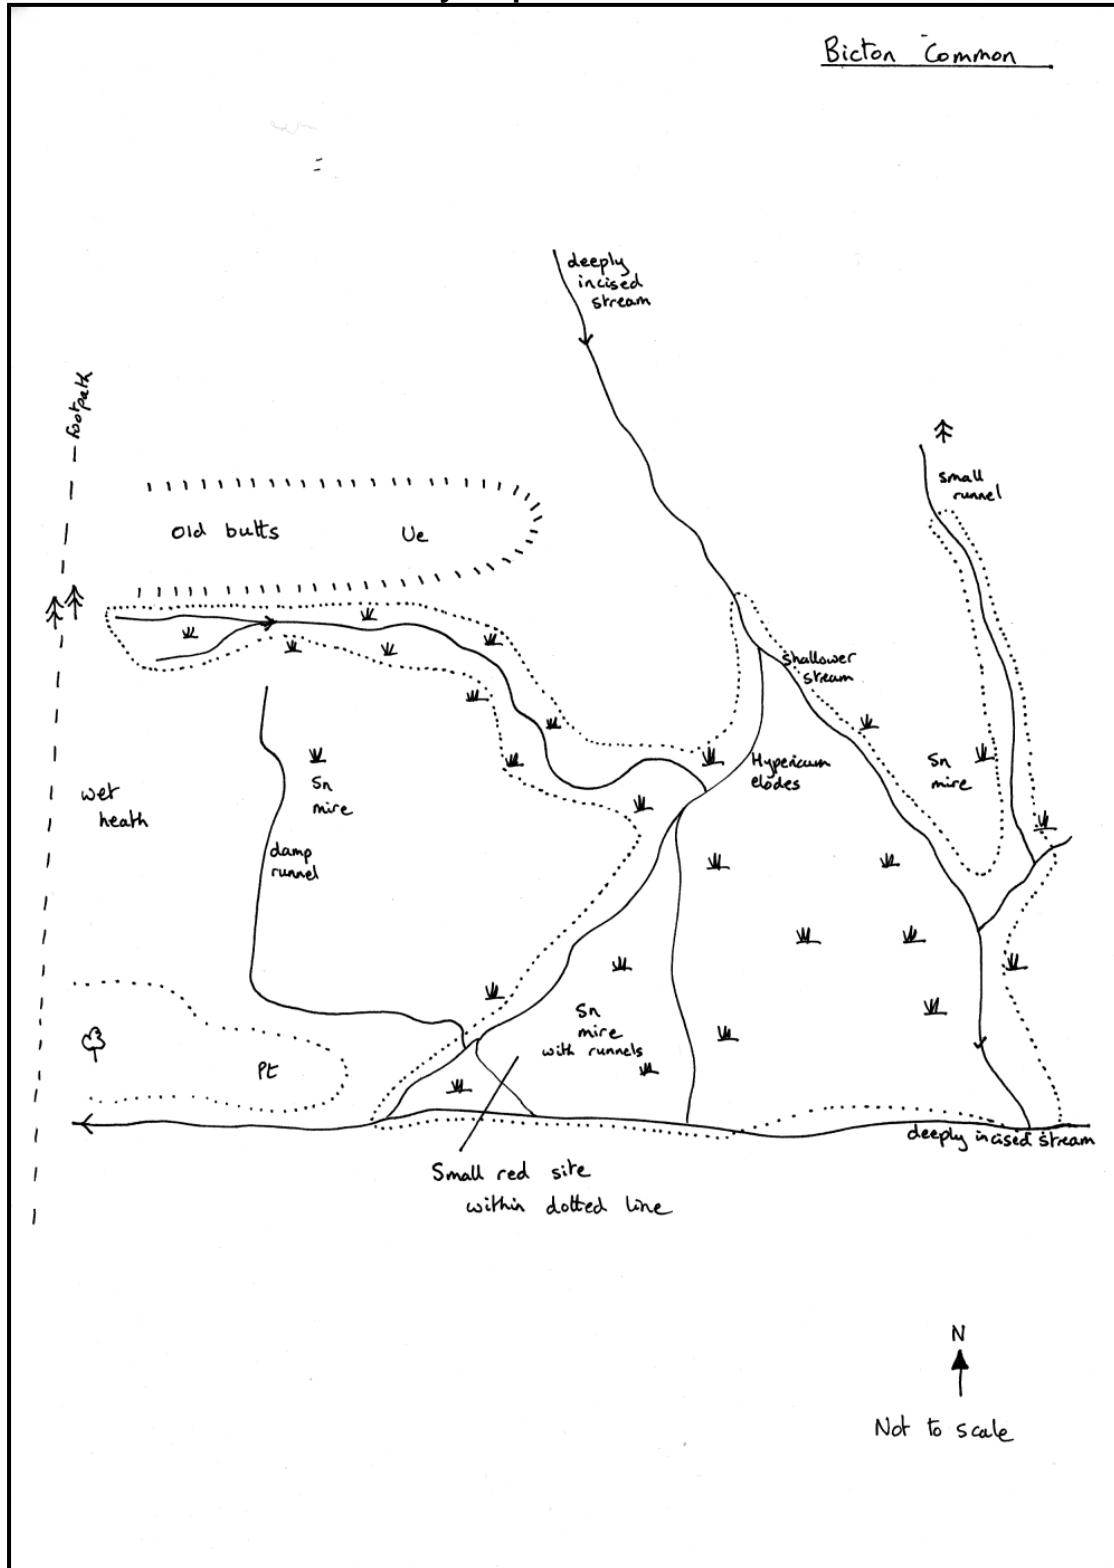 Bicton Common
deeply
incised
stream
footpath
small
runnel
Old butts
Ue
shallower
stream
Hypericum
elodes
Sn
mire
Sn
mire
wet
heath
damp
runnel
Sn
mire
with runnels
Pt
deeply incised stream
Small red site
within dotted line
N
Not to scale